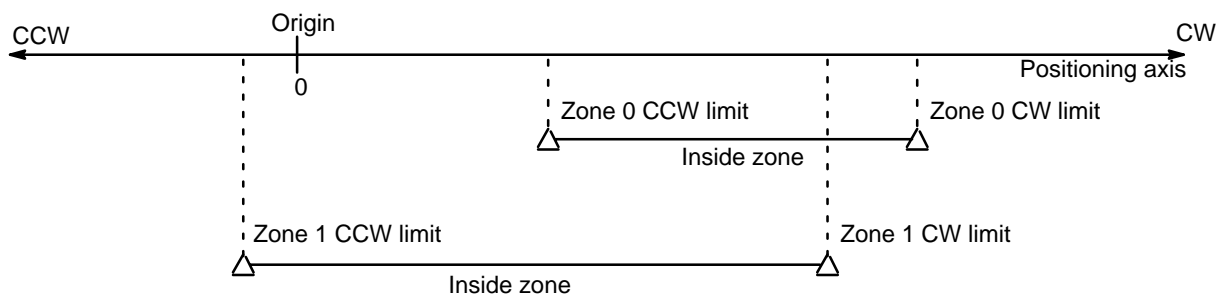 Origin
CCW
CW
0
Positioning axis
Zone 0 CCW limit
Zone 0 CW limit
Inside zone
Zone 1 CCW limit
Zone 1 CW limit
Inside zone